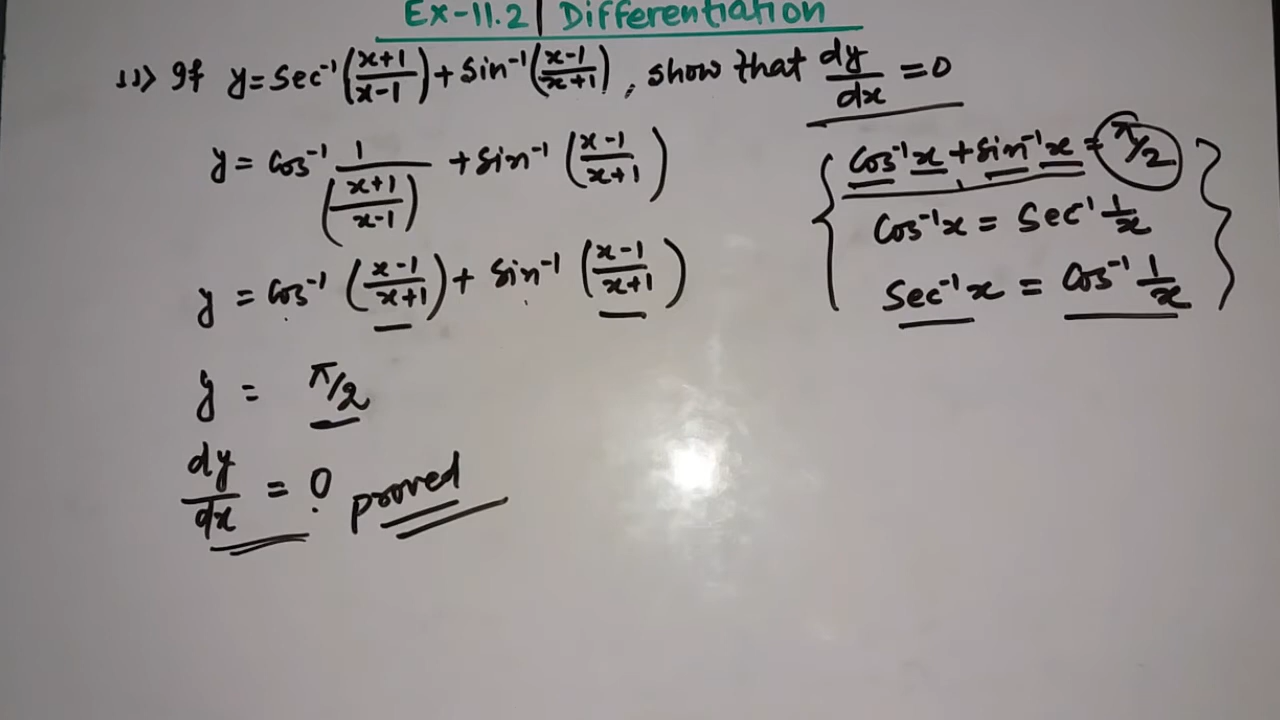 Ex-11.2 | Differentiation
11> If y = Sec⁻¹((x+1)/(x-1)) + Sin⁻¹((x-1)/(x+1)), show that dy/dx = 0
y = Cos⁻¹ 1/((x+1)/(x-1)) + Sin⁻¹ ((x-1)/(x+1))
y = Cos⁻¹ ((x-1)/(x+1)) + Sin⁻¹ ((x-1)/(x+1))
y = π/2
dy/dx = 0 proved
{ Cos⁻¹x + Sin⁻¹x = π/2
Cos⁻¹x = Sec⁻¹ 1/x
Sec⁻¹x = Cos⁻¹ 1/x }